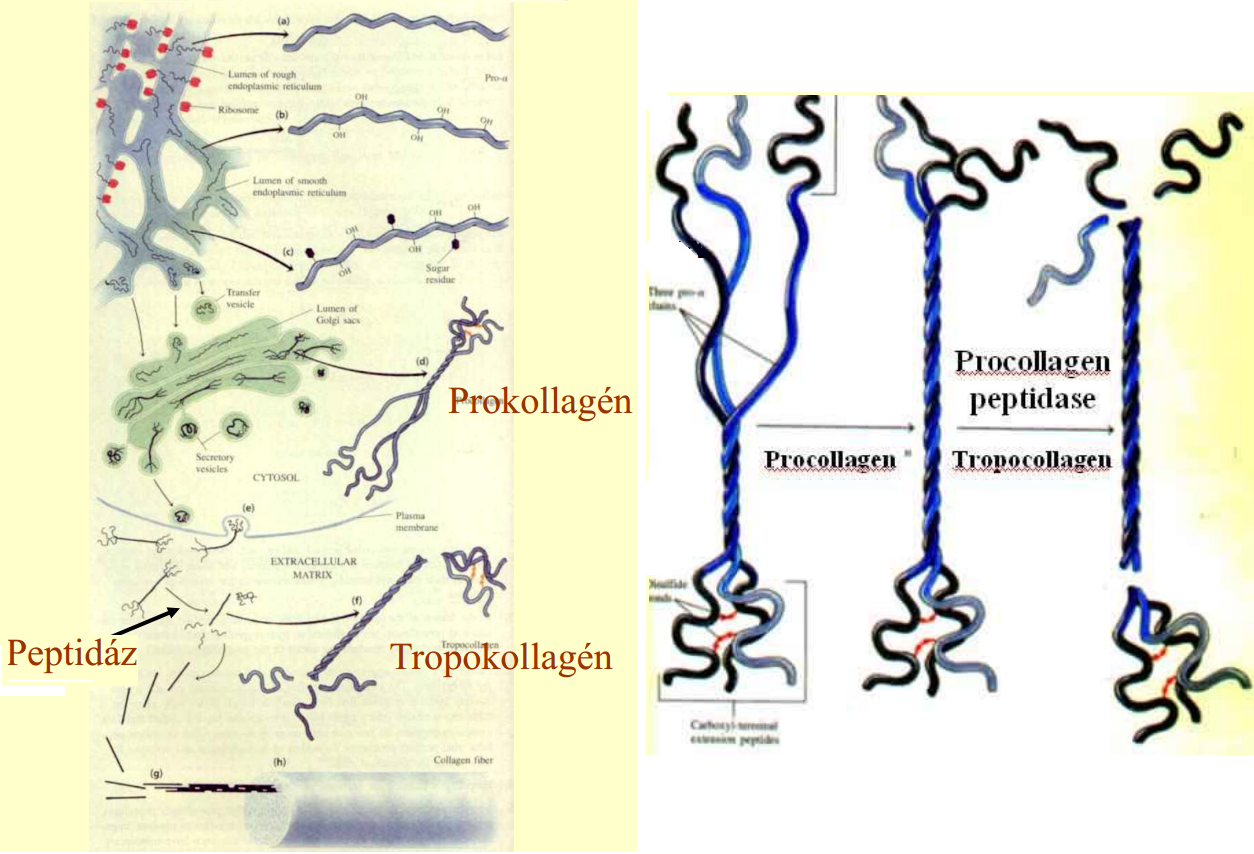 (a)
Lumen of rough
endoplasmic reticulum
Pro-α
Ribosome
(b)
OH
OH
OH
OH
OH
OH
Lumen of smooth
endoplasmic reticulum
(c)
OH
OH
OH
OH
OH
Sugar
residue
Transfer
vesicle
Lumen of
Golgi sacs
(d)
Prokollagén
Secretory
vesicles
CYTOSOL
(e)
Plasma
membrane
EXTRACELLULAR
MATRIX
(f)
Peptidáz
Tropocollagen
Tropokollagén
(g)
(h)
Collagen fiber
Three pro-α
chains
Procollagen
peptidase
Procollagen
Tropocollagen
Disulfide
bonds
Carboxyl-terminal
extension peptides